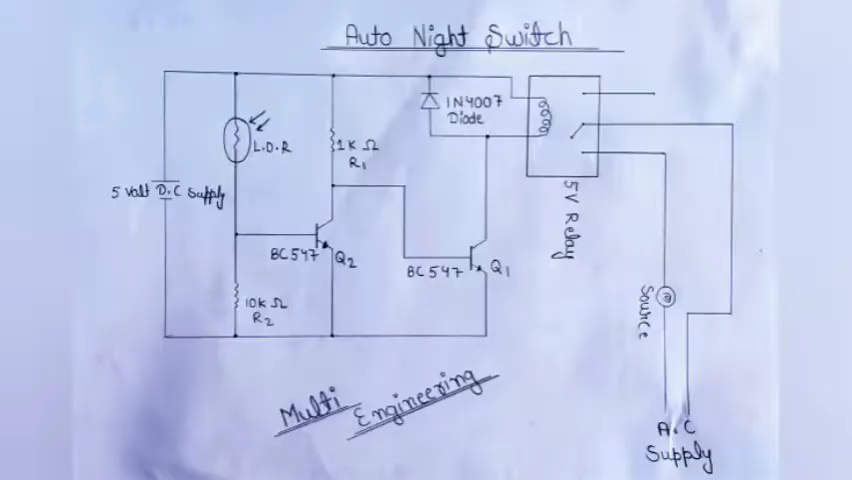 Auto Night Switch
1N4007
Diode
L.D.R
1K Ω
R1
5 Valt D.C Supply
5V Relay
BC547
Q2
BC547
Q1
10K Ω
R2
Source
Multi Engineering
A.C
Supply